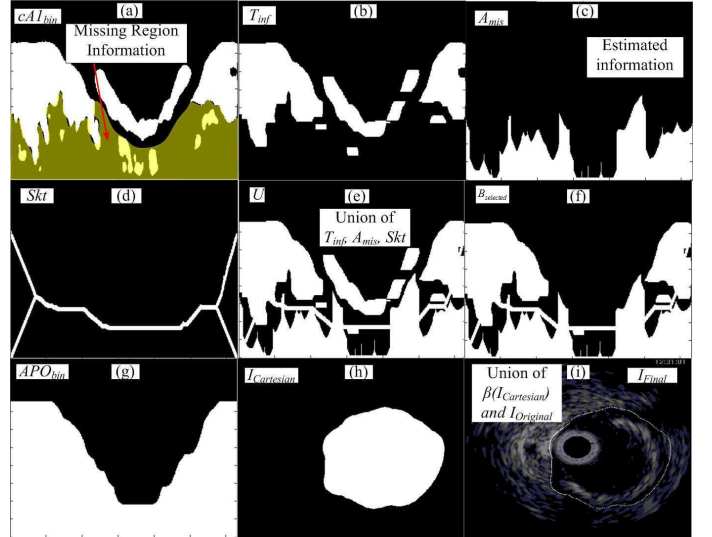 cAI_bin (a)
Missing Region
Information
T_inf (b)
A_mis (c)
Estimated
information
Skt (d)
U (e)
Union of
T_inf, A_mis, Skt
B_selected (f)
APO_bin (g)
I_Cartesian (h)
(i)
Union of
β(I_Cartesian)
and I_Original
I_Final